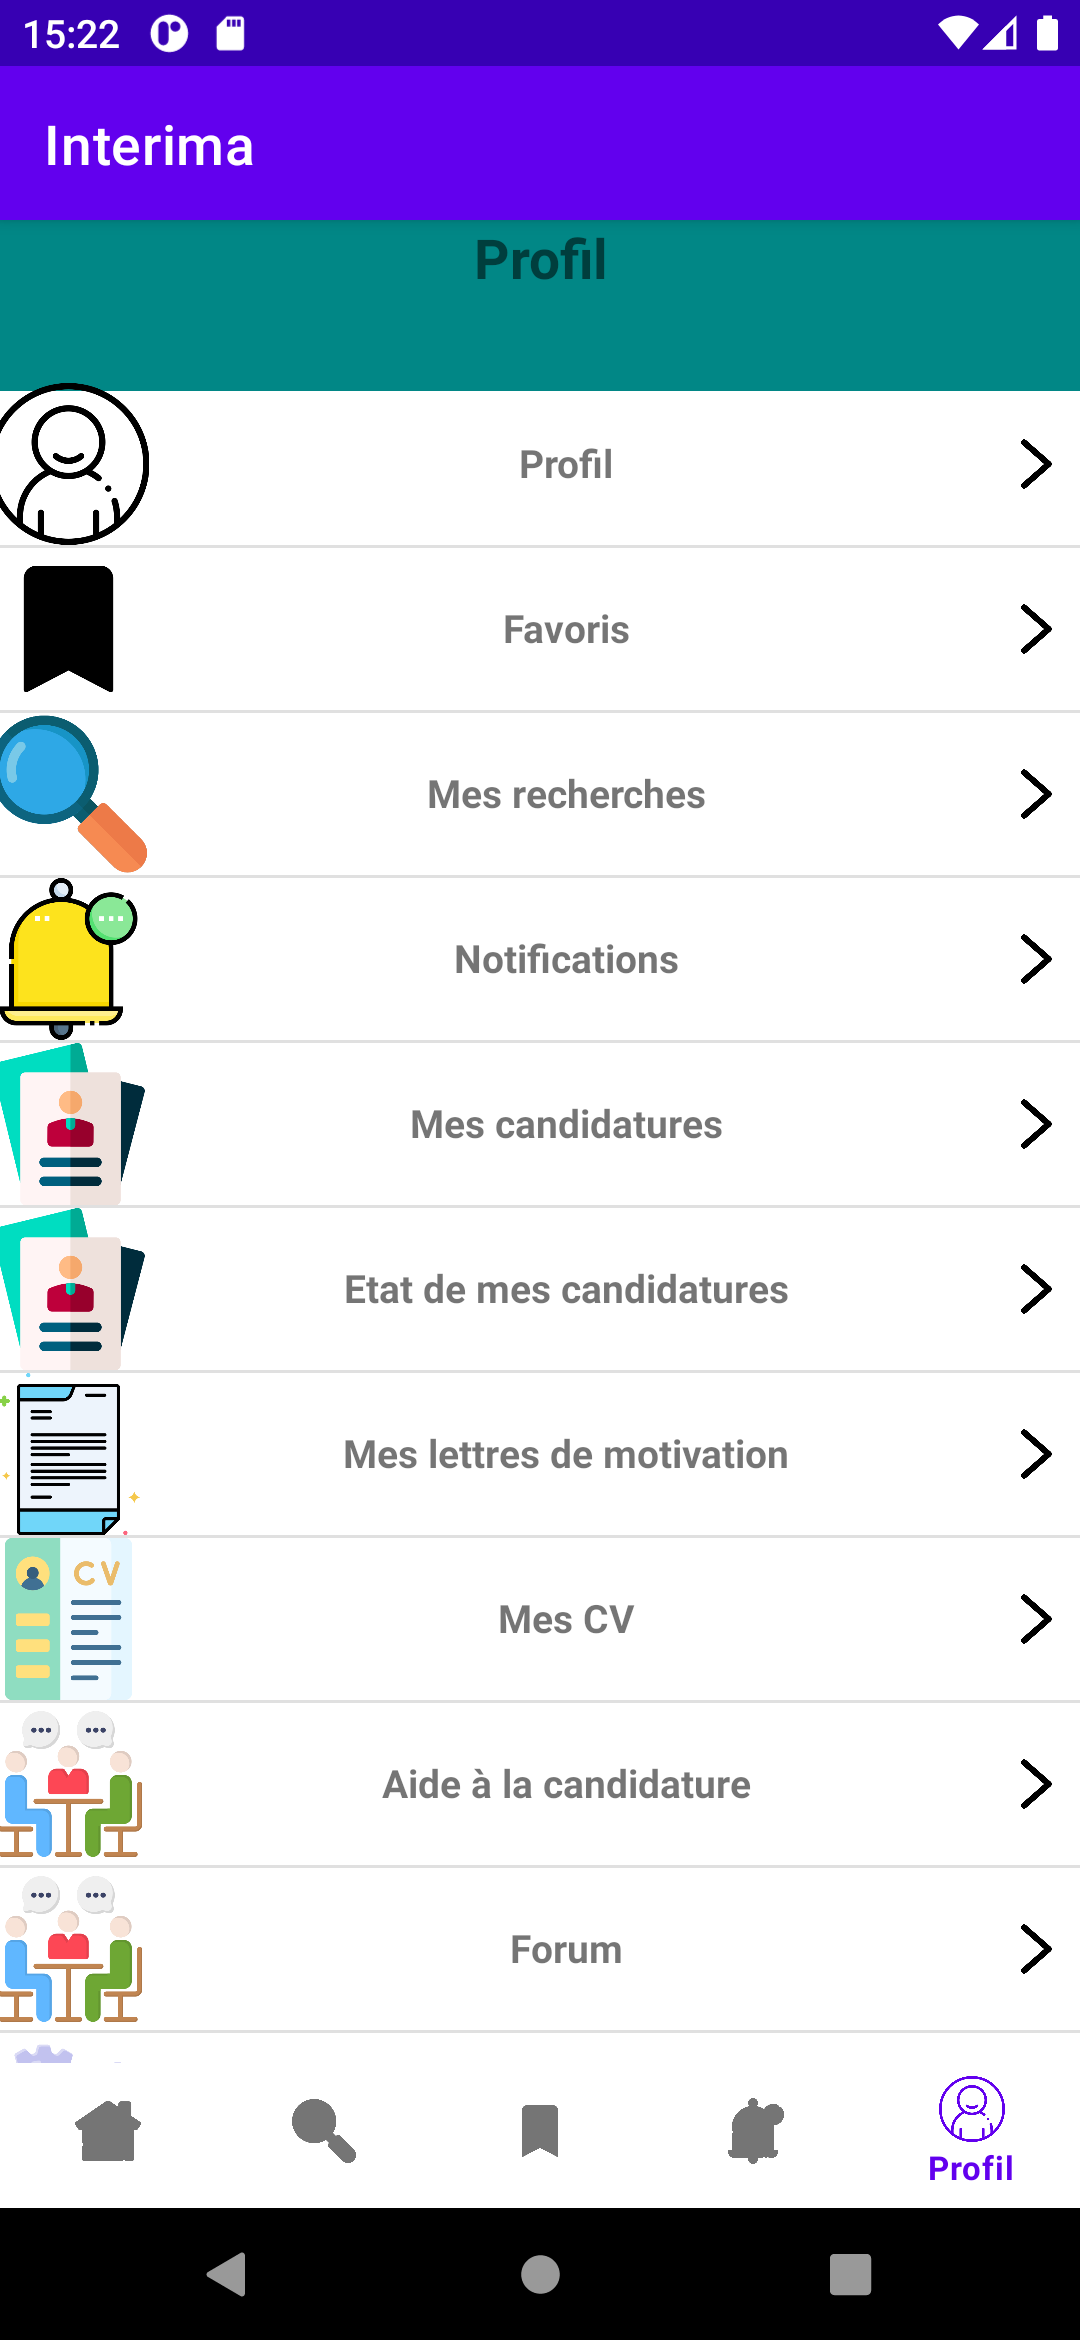 15:22
Interima
Profil
Profil
Favoris
Mes recherches
Notifications
Mes candidatures
Etat de mes candidatures
Mes lettres de motivation
CV
Mes CV
Aide à la candidature
Forum
Profil